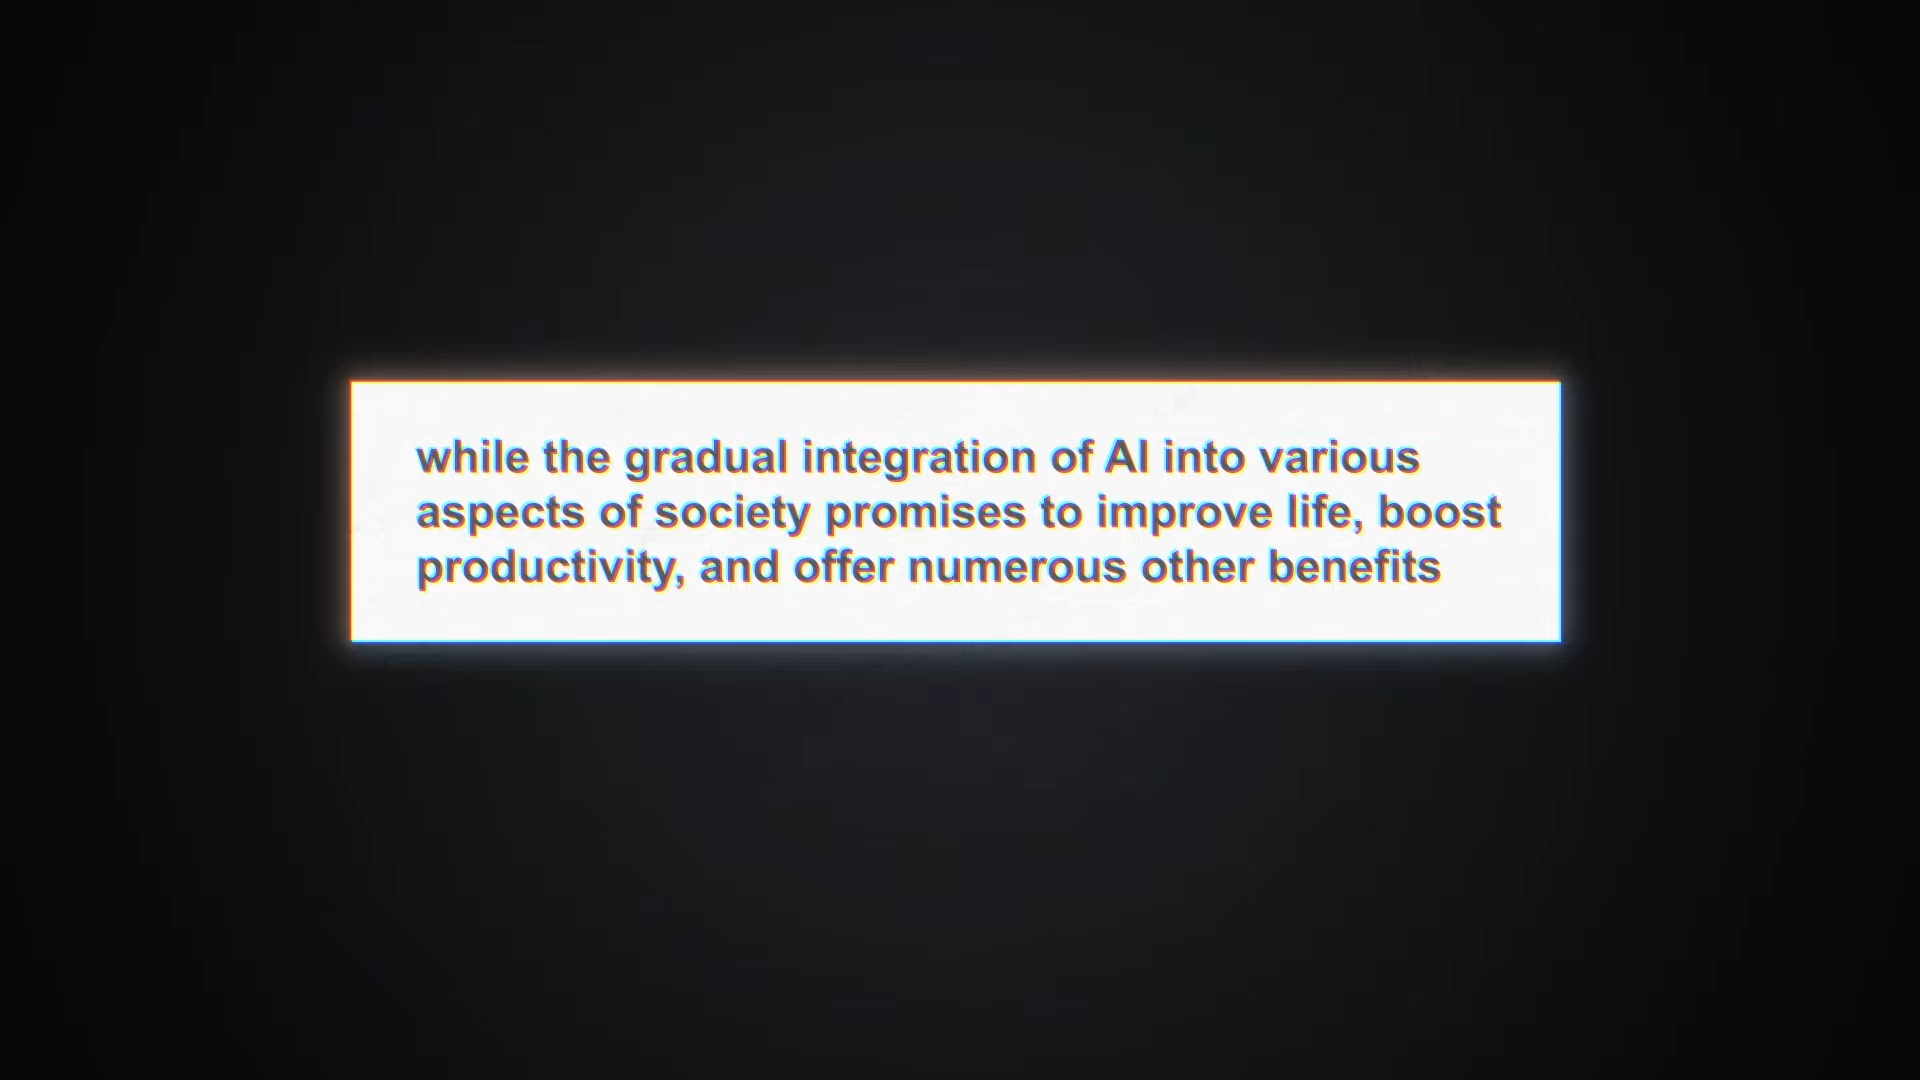 while the gradual integration of AI into various
aspects of society promises to improve life, boost
productivity, and offer numerous other benefits